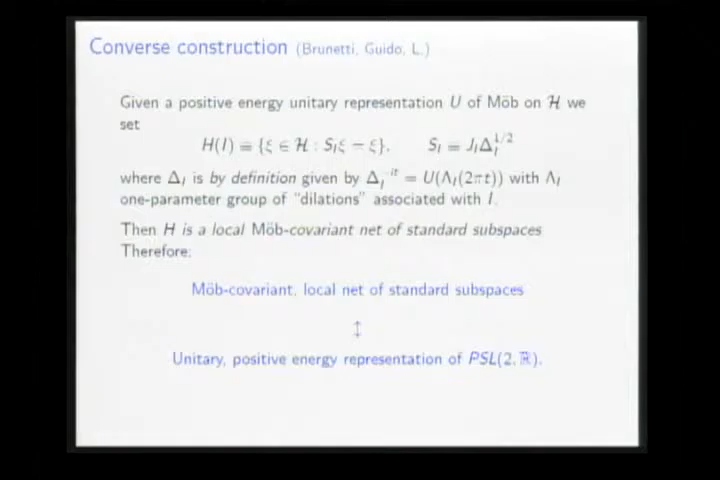 Converse construction (Brunetti, Guido, L.)
Given a positive energy unitary representation U of Möb on ℋ we
set
H(I) ≡ {ξ ∈ ℋ : S_Iξ = ξ}, S_I ≡ J_IΔ_I^{1/2}
where Δ_I is by definition given by Δ_I^{-it} = U(Λ_I(2πt)) with Λ_I
one-parameter group of "dilations" associated with I.
Then H is a local Möb-covariant net of standard subspaces
Therefore:
Möb-covariant, local net of standard subspaces
↕
Unitary, positive energy representation of PSL(2, ℝ).